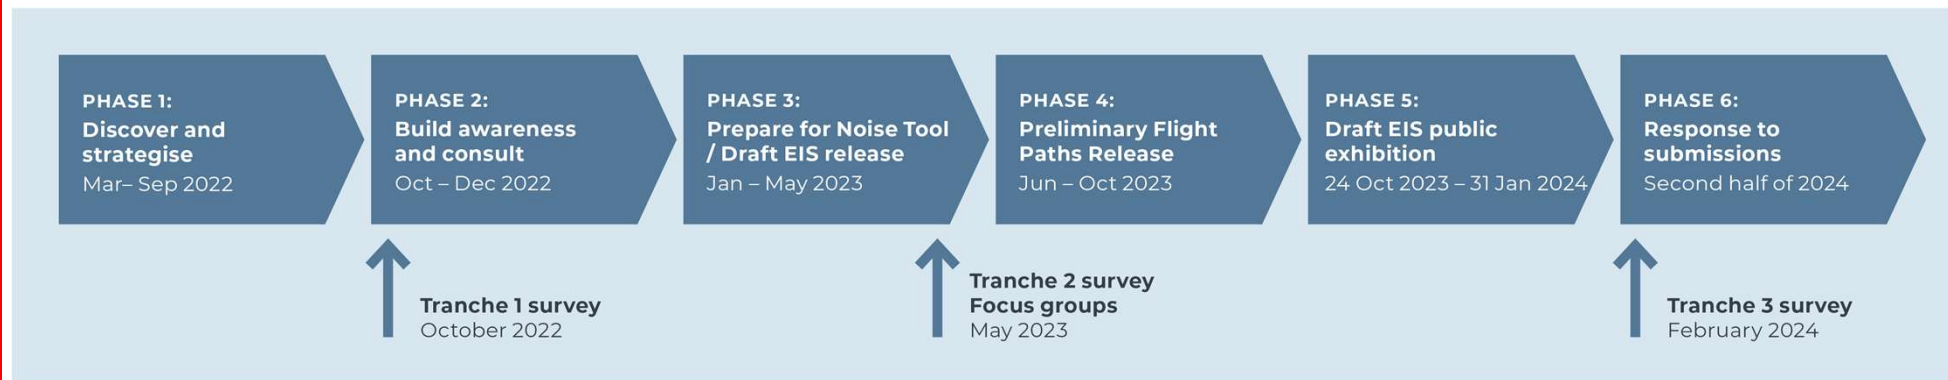 PHASE 1:
Discover and
strategise
Mar– Sep 2022
PHASE 2:
Build awareness
and consult
Oct – Dec 2022
PHASE 3:
Prepare for Noise Tool
/ Draft EIS release
Jan – May 2023
PHASE 4:
Preliminary Flight
Paths Release
Jun – Oct 2023
PHASE 5:
Draft EIS public
exhibition
24 Oct 2023 – 31 Jan 2024
PHASE 6:
Response to
submissions
Second half of 2024
Tranche 1 survey
October 2022
Tranche 2 survey
Focus groups
May 2023
Tranche 3 survey
February 2024